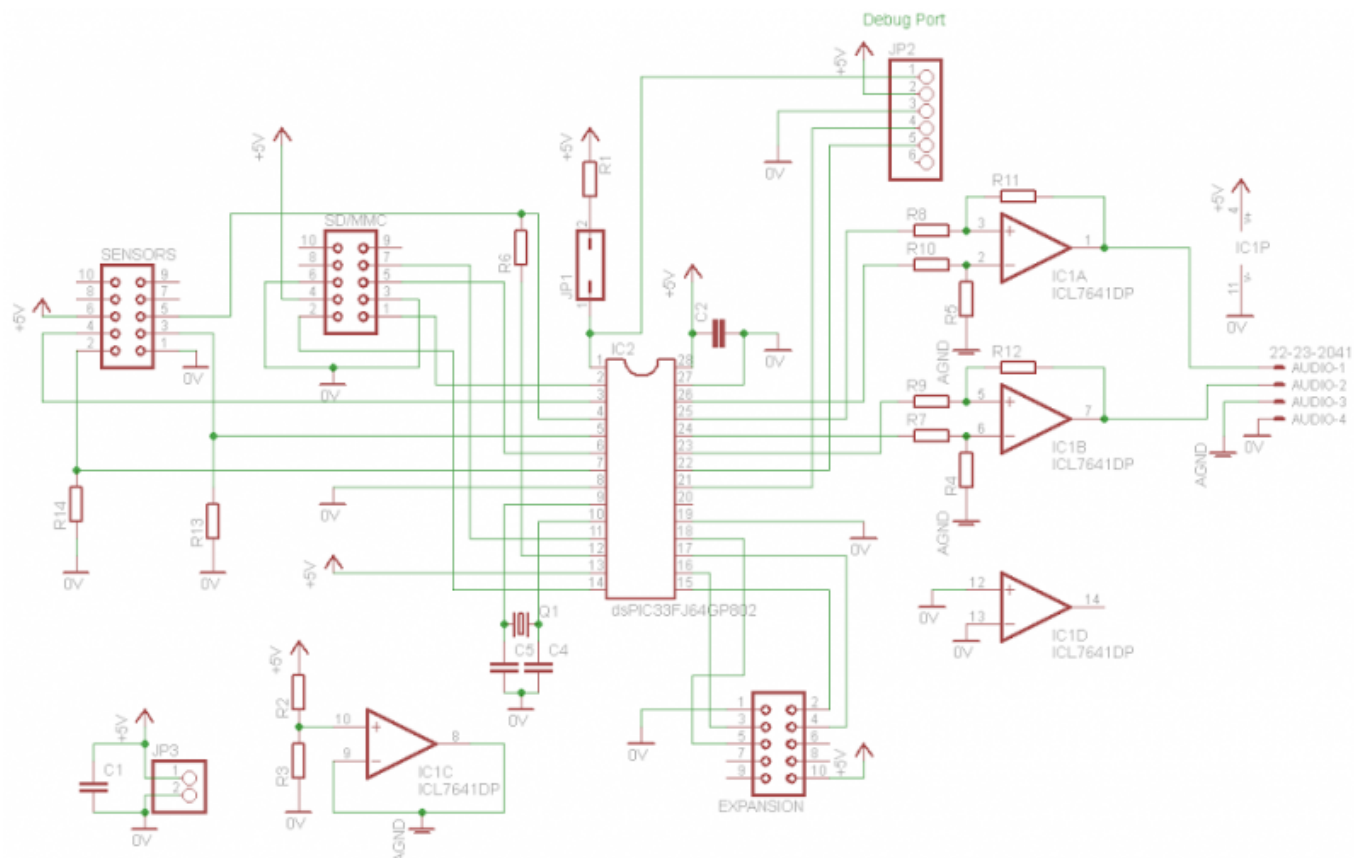 Debug Port
JP2
+5V
1
2
3
4
5
6
0V
+5V
+5V
R1
2
JP1
1
SD/MMC
10
8
6
4
2
9
7
5
3
1
0V
R6
SENSORS
10
8
6
4
2
9
7
5
3
1
+5V
0V
+5V
C2
0V
R11
R8
R10
3
2
1
+
−
IC1A
ICL7641DP
R5
AGND
+5V
4
V+
IC1P
V-
11
0V
R12
R9
R7
5
6
7
+
−
IC1B
ICL7641DP
R4
AGND
22-23-2041
AUDIO-1
AUDIO-2
AUDIO-3
AUDIO-4
0V
AGND
IC2
1
2
3
4
5
6
7
8
9
10
11
12
13
14
28
27
26
25
24
23
22
21
20
19
18
17
16
15
dsPIC33FJ64GP802
R14
0V
R13
0V
0V
+5V
0V
Q1
C5
C4
0V
12
13
14
+
−
0V
0V
IC1D
ICL7641DP
+5V
R2
R3
0V
10
9
8
+
−
IC1C
ICL7641DP
AGND
+5V
C1
JP3
1
2
0V
0V
1
3
5
7
9
2
4
6
8
10
+5V
EXPANSION